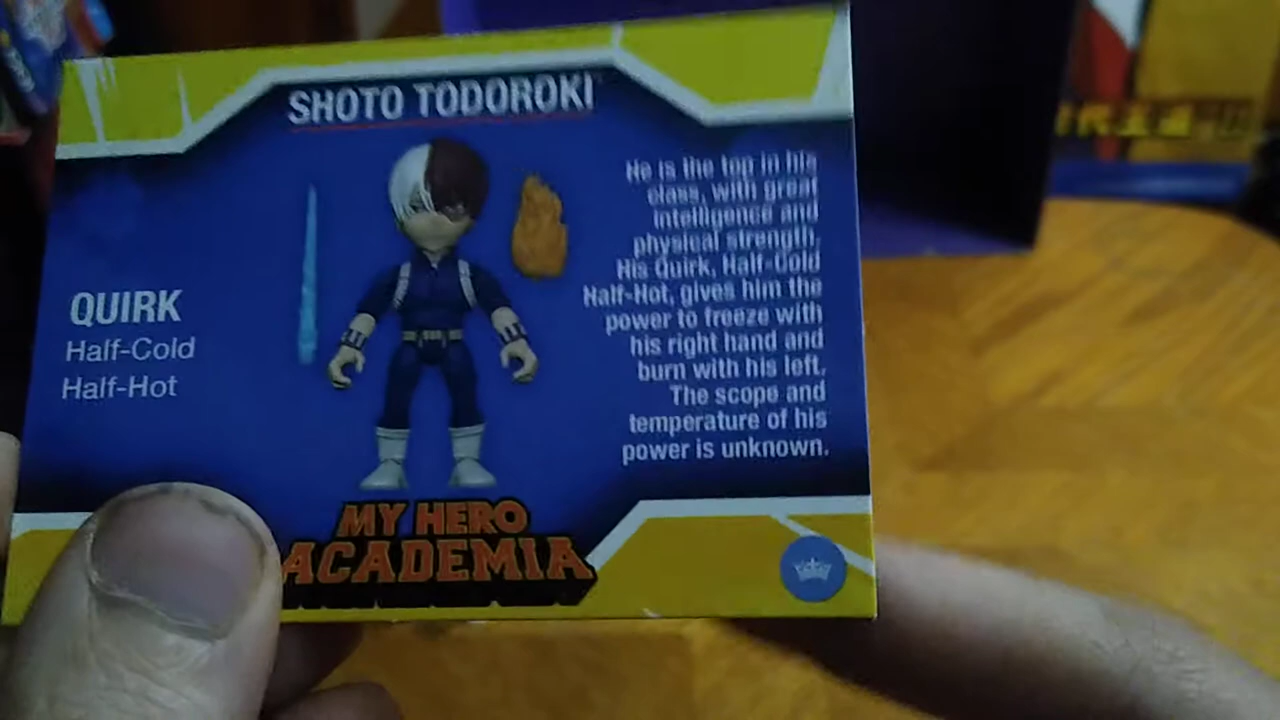 SHOTO TODOROKI
QUIRK
Half-Cold
Half-Hot
He is the top in his
class, with great
intelligence and
physical strength.
His Quirk, Half-Cold
Half-Hot, gives him the
power to freeze with
his right hand and
burn with his left.
The scope and
temperature of his
power is unknown.
MY HERO
ACADEMIA